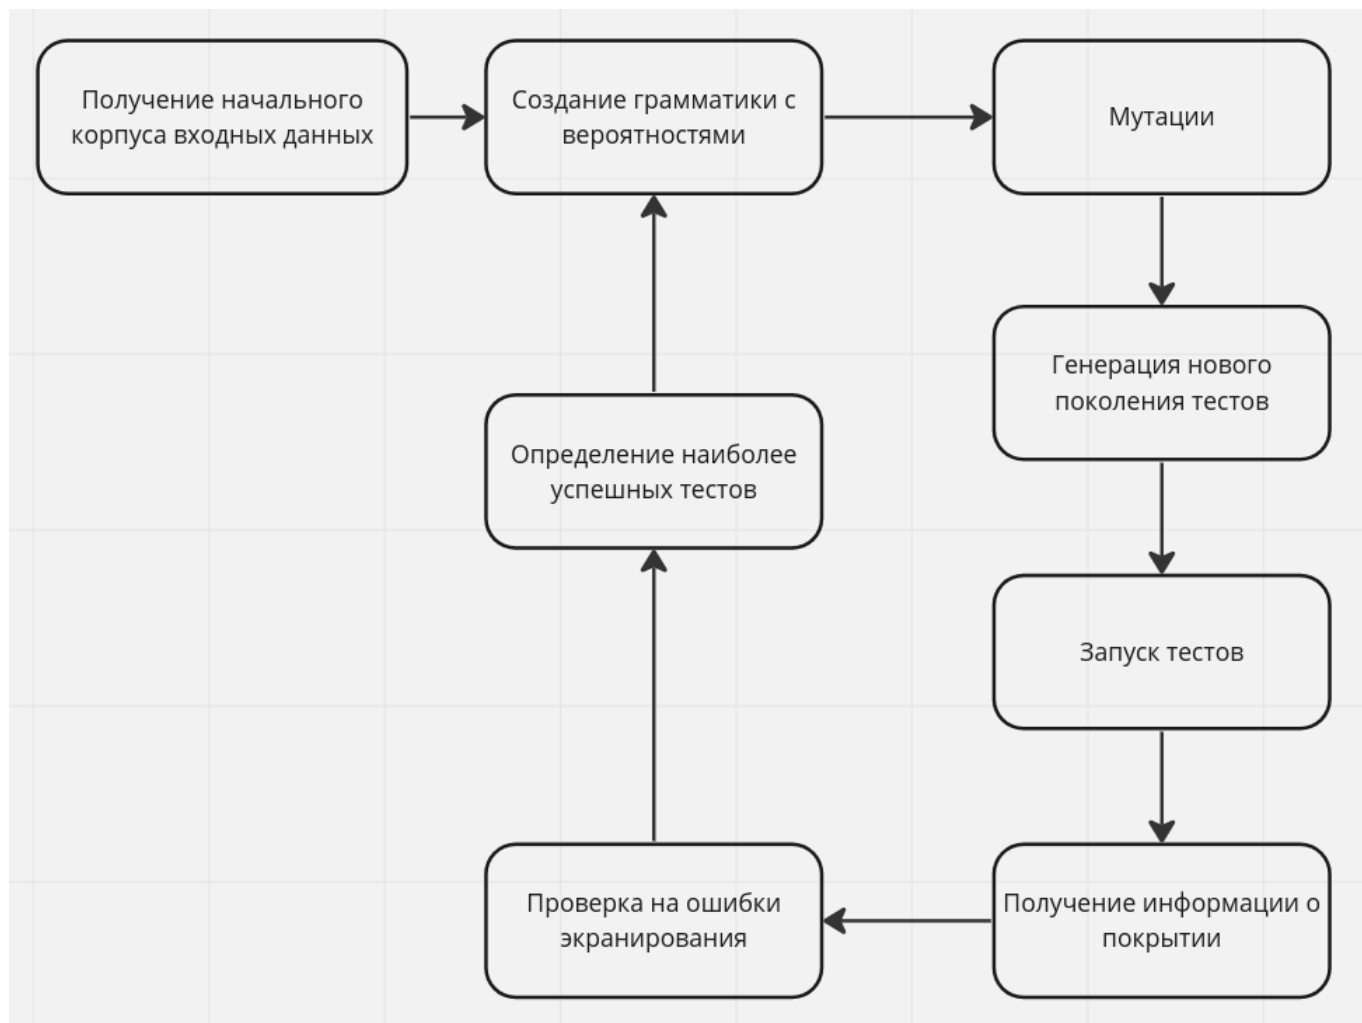 Получение начального
корпуса входных данных
Создание грамматики с
вероятностями
Мутации
Генерация нового
поколения тестов
Определение наиболее
успешных тестов
Запуск тестов
Проверка на ошибки
экранирования
Получение информации о
покрытии